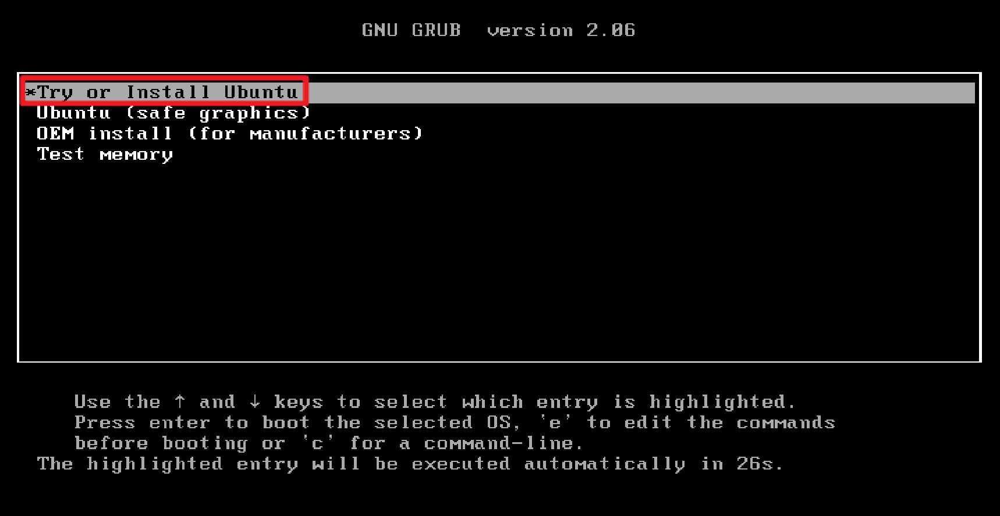 GNU GRUB  version 2.06
*Try or Install Ubuntu
Ubuntu (safe graphics)
OEM install (for manufacturers)
Test memory
Use the ↑ and ↓ keys to select which entry is highlighted.
Press enter to boot the selected OS, `e' to edit the commands
before booting or `c' for a command-line.
The highlighted entry will be executed automatically in 26s.